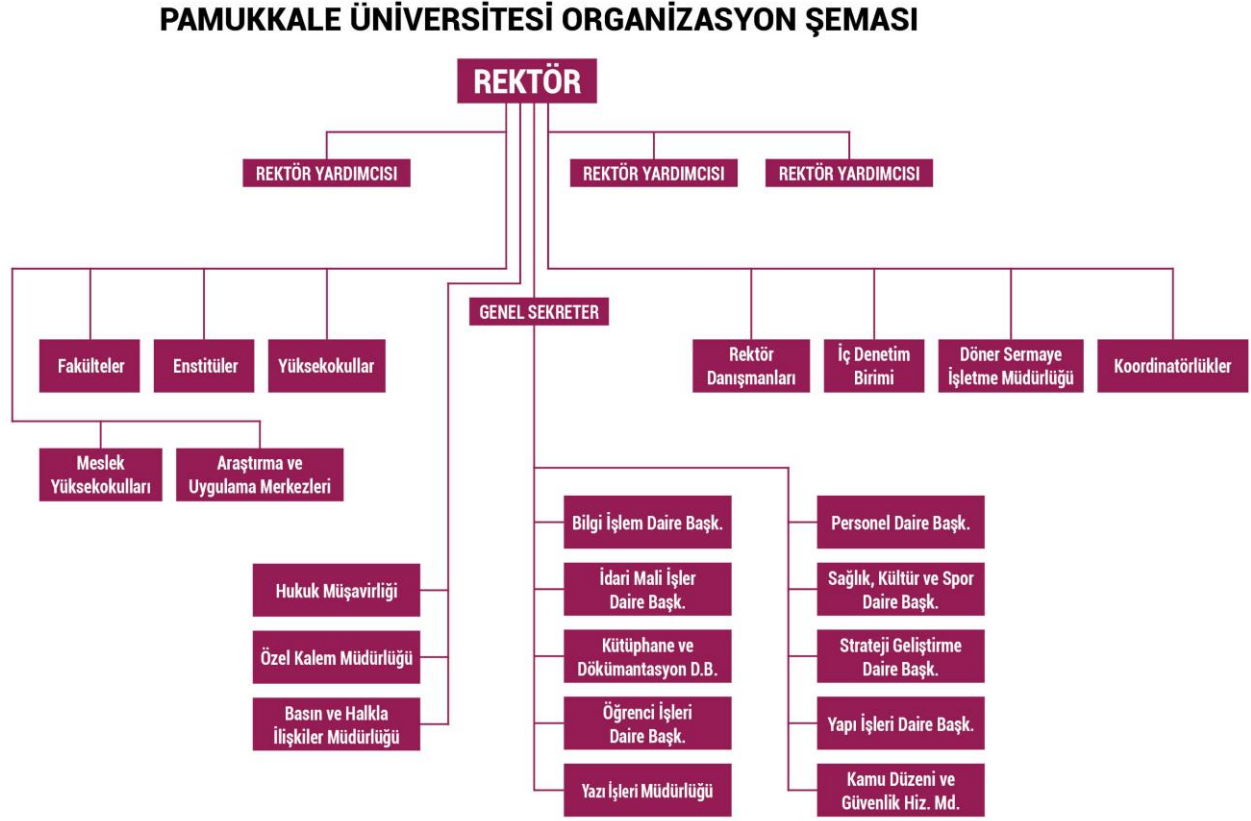 PAMUKKALE ÜNİVERSİTESİ ORGANİZASYON ŞEMASI
REKTÖR
REKTÖR YARDIMCISI
REKTÖR YARDIMCISI
REKTÖR YARDIMCISI
GENEL SEKRETER
Fakülteler
Enstitüler
Yüksekokullar
Rektör
Danışmanları
İç Denetim
Birimi
Döner Sermaye
İşletme Müdürlüğü
Koordinatörlükler
Meslek
Yüksekokulları
Araştırma ve
Uygulama Merkezleri
Hukuk Müşavirliği
Özel Kalem Müdürlüğü
Basın ve Halkla
İlişkiler Müdürlüğü
Bilgi İşlem Daire Başk.
İdari Mali İşler
Daire Başk.
Kütüphane ve
Dökümantasyon D.B.
Öğrenci İşleri
Daire Başk.
Yazı İşleri Müdürlüğü
Personel Daire Başk.
Sağlık, Kültür ve Spor
Daire Başk.
Strateji Geliştirme
Daire Başk.
Yapı İşleri Daire Başk.
Kamu Düzeni ve
Güvenlik Hiz. Md.